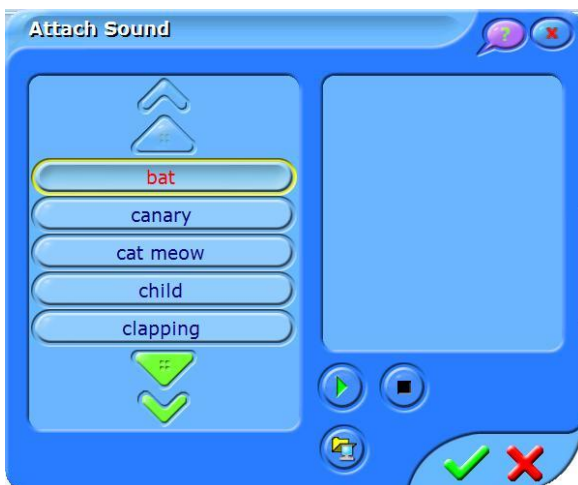 Attach Sound
?
x
bat
canary
cat meow
child
clapping